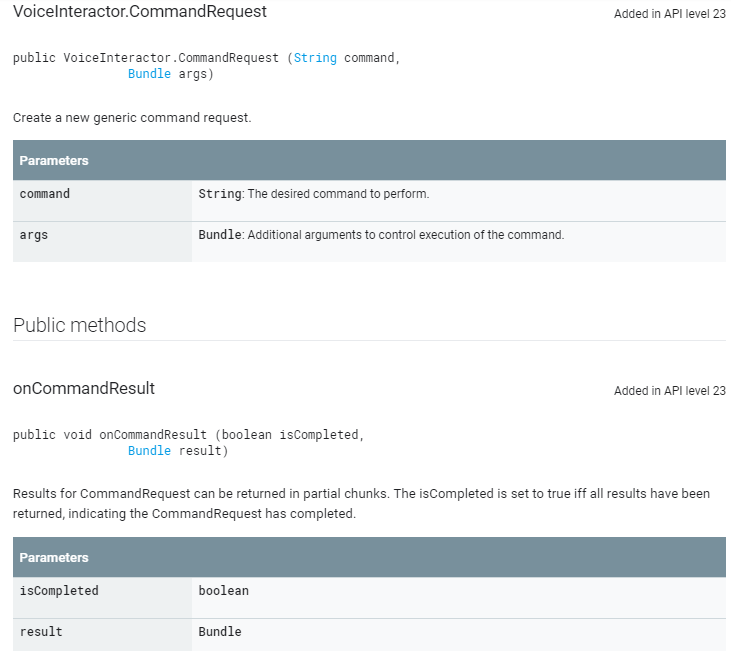 VoiceInteractor.CommandRequest Added in API level 23
public VoiceInteractor.CommandRequest (String command,
Bundle args)
Create a new generic command request.
Parameters
command String: The desired command to perform.
args Bundle: Additional arguments to control execution of the command.
Public methods
onCommandResult Added in API level 23
public void onCommandResult (boolean isCompleted,
Bundle result)
Results for CommandRequest can be returned in partial chunks. The isCompleted is set to true iff all results have been
returned, indicating the CommandRequest has completed.
Parameters
isCompleted boolean
result Bundle